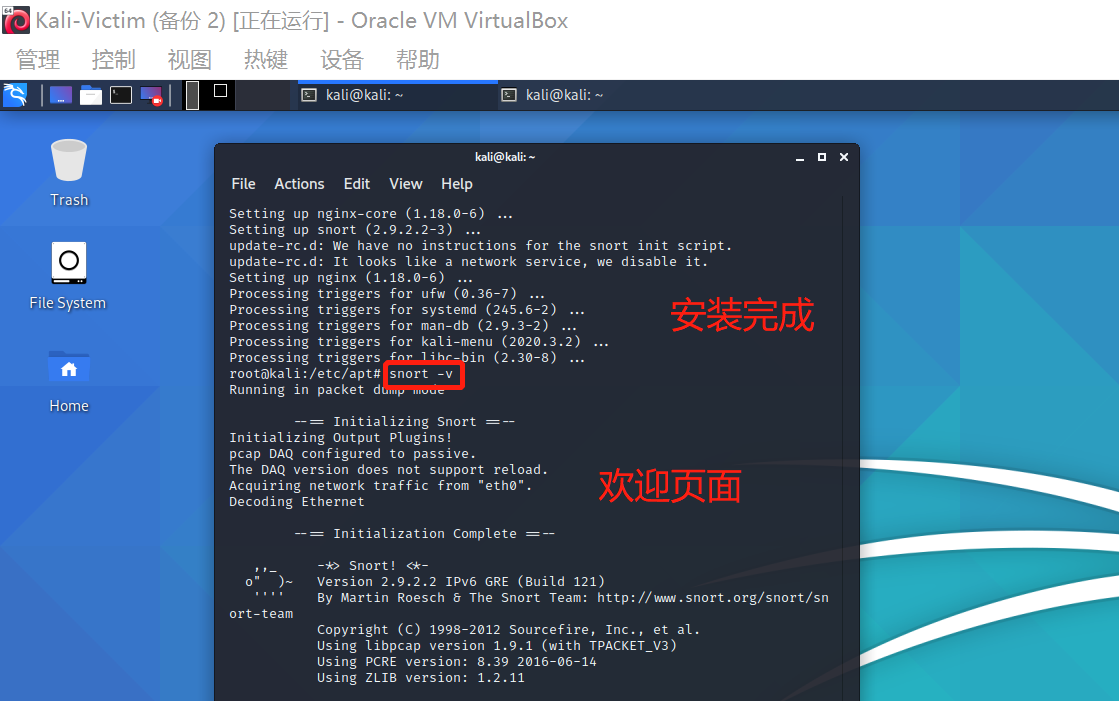 64
Kali-Victim (备份 2) [正在运行] - Oracle VM VirtualBox
管理 控制 视图 热键 设备 帮助
kali@kali: ~ kali@kali: ~
Trash
File System
Home
kali@kali: ~
File Actions Edit View Help
Setting up nginx-core (1.18.0-6) ...
Setting up snort (2.9.2.2-3) ...
update-rc.d: We have no instructions for the snort init script.
update-rc.d: It looks like a network service, we disable it.
Setting up nginx (1.18.0-6) ...
Processing triggers for ufw (0.36-7) ...
Processing triggers for systemd (245.6-2) ...
安装完成
Processing triggers for man-db (2.9.3-2) ...
Processing triggers for kali-menu (2020.3.2) ...
Processing triggers for libc-bin (2.30-8) ...
root@kali:/etc/apt# snort -v
Running in packet dump mode
--== Initializing Snort ==--
Initializing Output Plugins!
pcap DAQ configured to passive.
The DAQ version does not support reload.
Acquiring network traffic from "eth0".
欢迎页面
Decoding Ethernet
--== Initialization Complete ==--
,,_ -*> Snort! <*-
o" )~ Version 2.9.2.2 IPv6 GRE (Build 121)
'''' By Martin Roesch & The Snort Team: http://www.snort.org/snort/sn
ort-team
Copyright (C) 1998-2012 Sourcefire, Inc., et al.
Using libpcap version 1.9.1 (with TPACKET_V3)
Using PCRE version: 8.39 2016-06-14
Using ZLIB version: 1.2.11